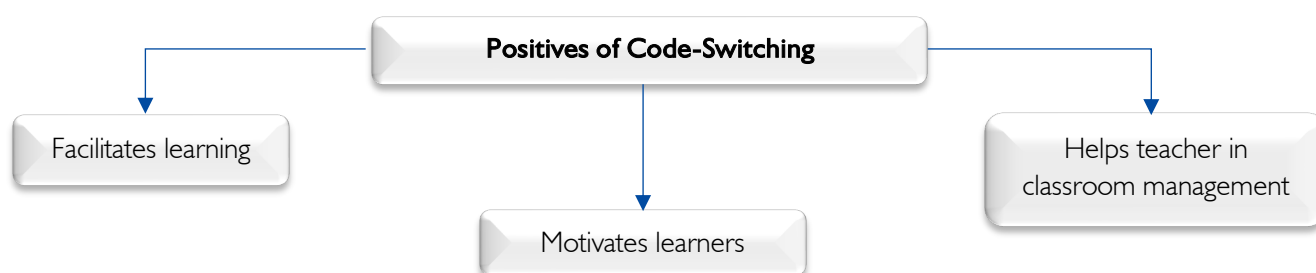 Positives of Code-Switching
Facilitates learning
Helps teacher in
classroom management
Motivates learners